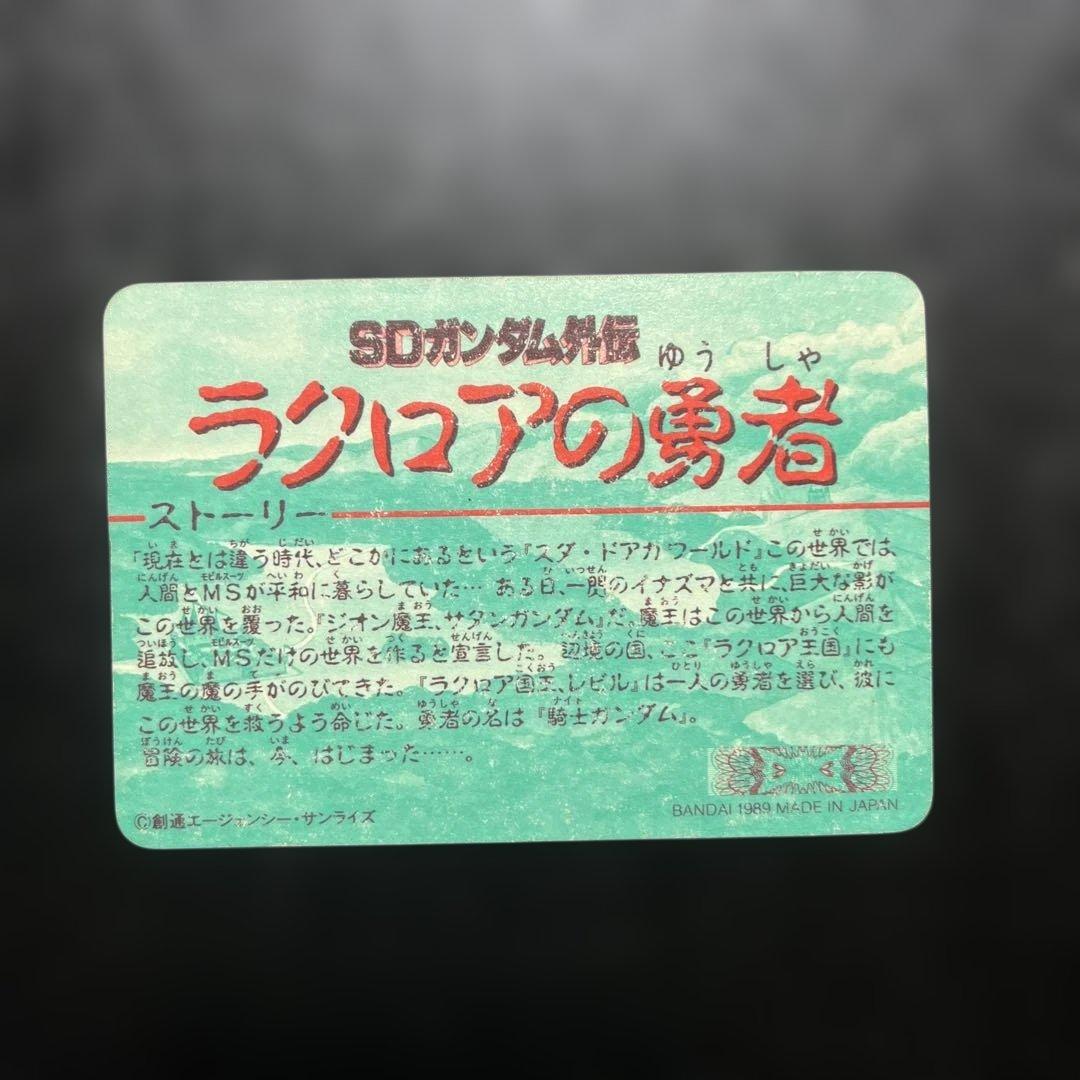 SDガンダム外伝
ラクロアの勇者
ゆうしゃ
ストーリー
「現在とは違う時代、どこかにあるという『スダ・ドアカワールド』この世界では、
人間とMSが平和に暮らしていた…ある日、一閃のイナズマと共に、巨大な影が
この世界を覆った。『ジオン魔王、サタンガンダム』だ。魔王はこの世界から人間を
追放し、MSだけの世界を作ると宣言した。辺境の国、ここ『ラクロア王国』にも
魔王の魔の手がのびてきた。『ラクロア国王、レビル』は一人の勇者を選び、彼に
この世界を救うよう命じた。勇者の名は『騎士ガンダム』。
冒険の旅は、今、はじまった……。
©創通エージェンシー・サンライズ
BANDAI 1989 MADE IN JAPAN